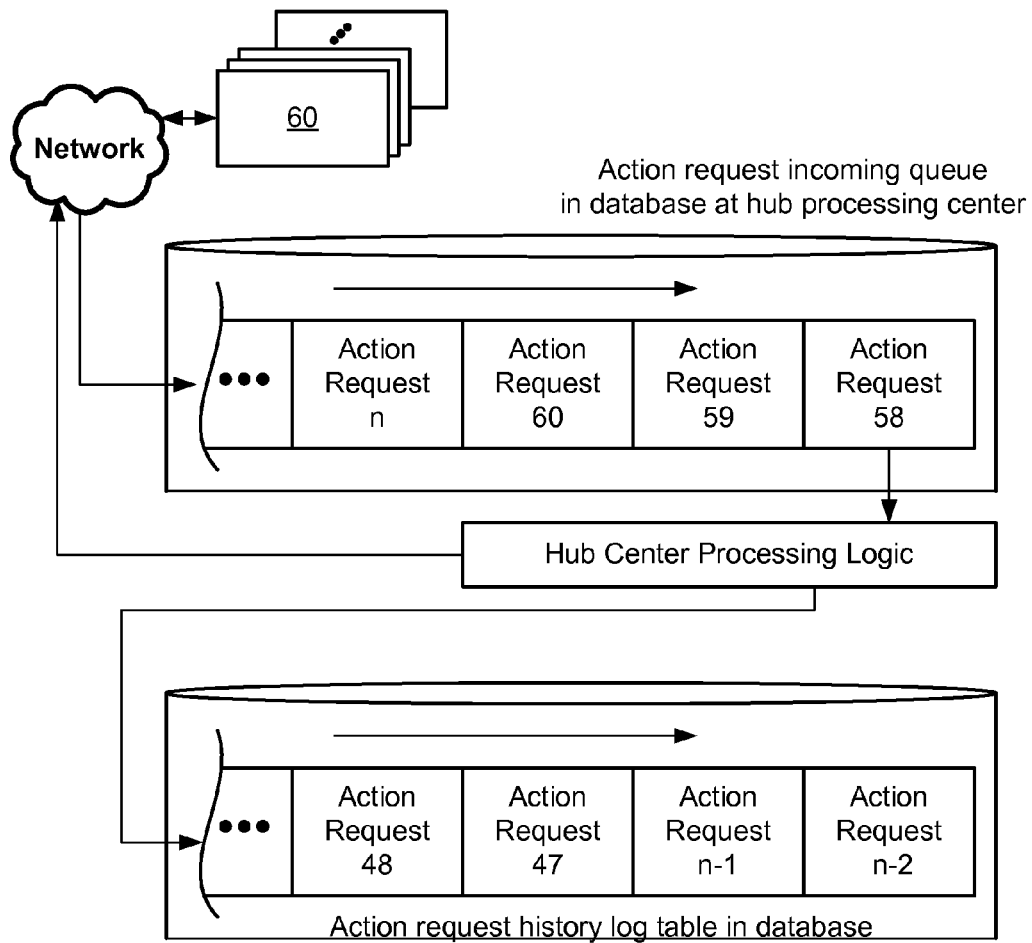 60
Network
Action request incoming queue
in database at hub processing center
Action
Request
n
Action
Request
60
Action
Request
59
Action
Request
58
Hub Center Processing Logic
Action
Request
48
Action
Request
47
Action
Request
n-1
Action
Request
n-2
Action request history log table in database